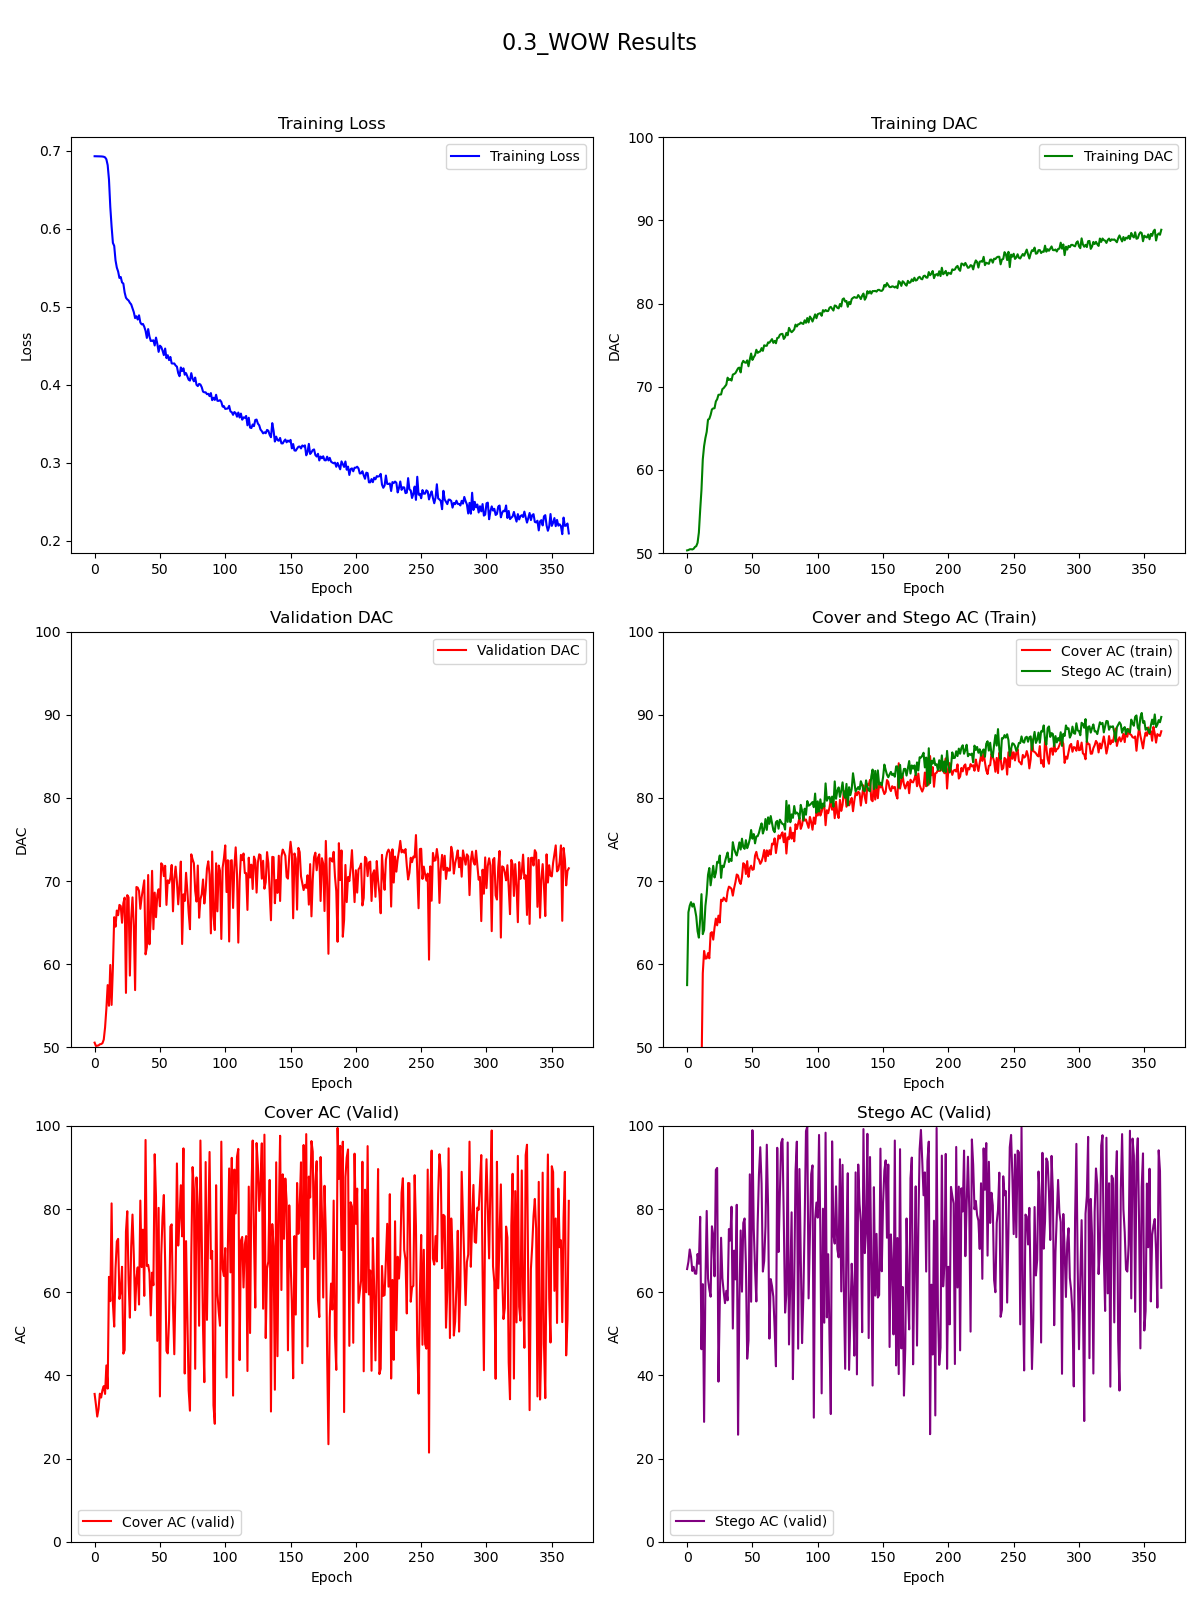 0.3_WOW Results
Training Loss
Training Loss
0.7
0.6
0.5
0.4
0.3
0.2
Loss
0 50 100 150 200 250 300 350
Epoch
Training DAC
Training DAC
100
90
80
70
60
50
DAC
0 50 100 150 200 250 300 350
Epoch
Validation DAC
Validation DAC
100
90
80
70
60
50
DAC
0 50 100 150 200 250 300 350
Epoch
Cover and Stego AC (Train)
Cover AC (train)
Stego AC (train)
100
90
80
70
60
50
AC
0 50 100 150 200 250 300 350
Epoch
Cover AC (Valid)
100
80
60
40
20
0
AC
Cover AC (valid)
0 50 100 150 200 250 300 350
Epoch
Stego AC (Valid)
100
80
60
40
20
0
AC
Stego AC (valid)
0 50 100 150 200 250 300 350
Epoch